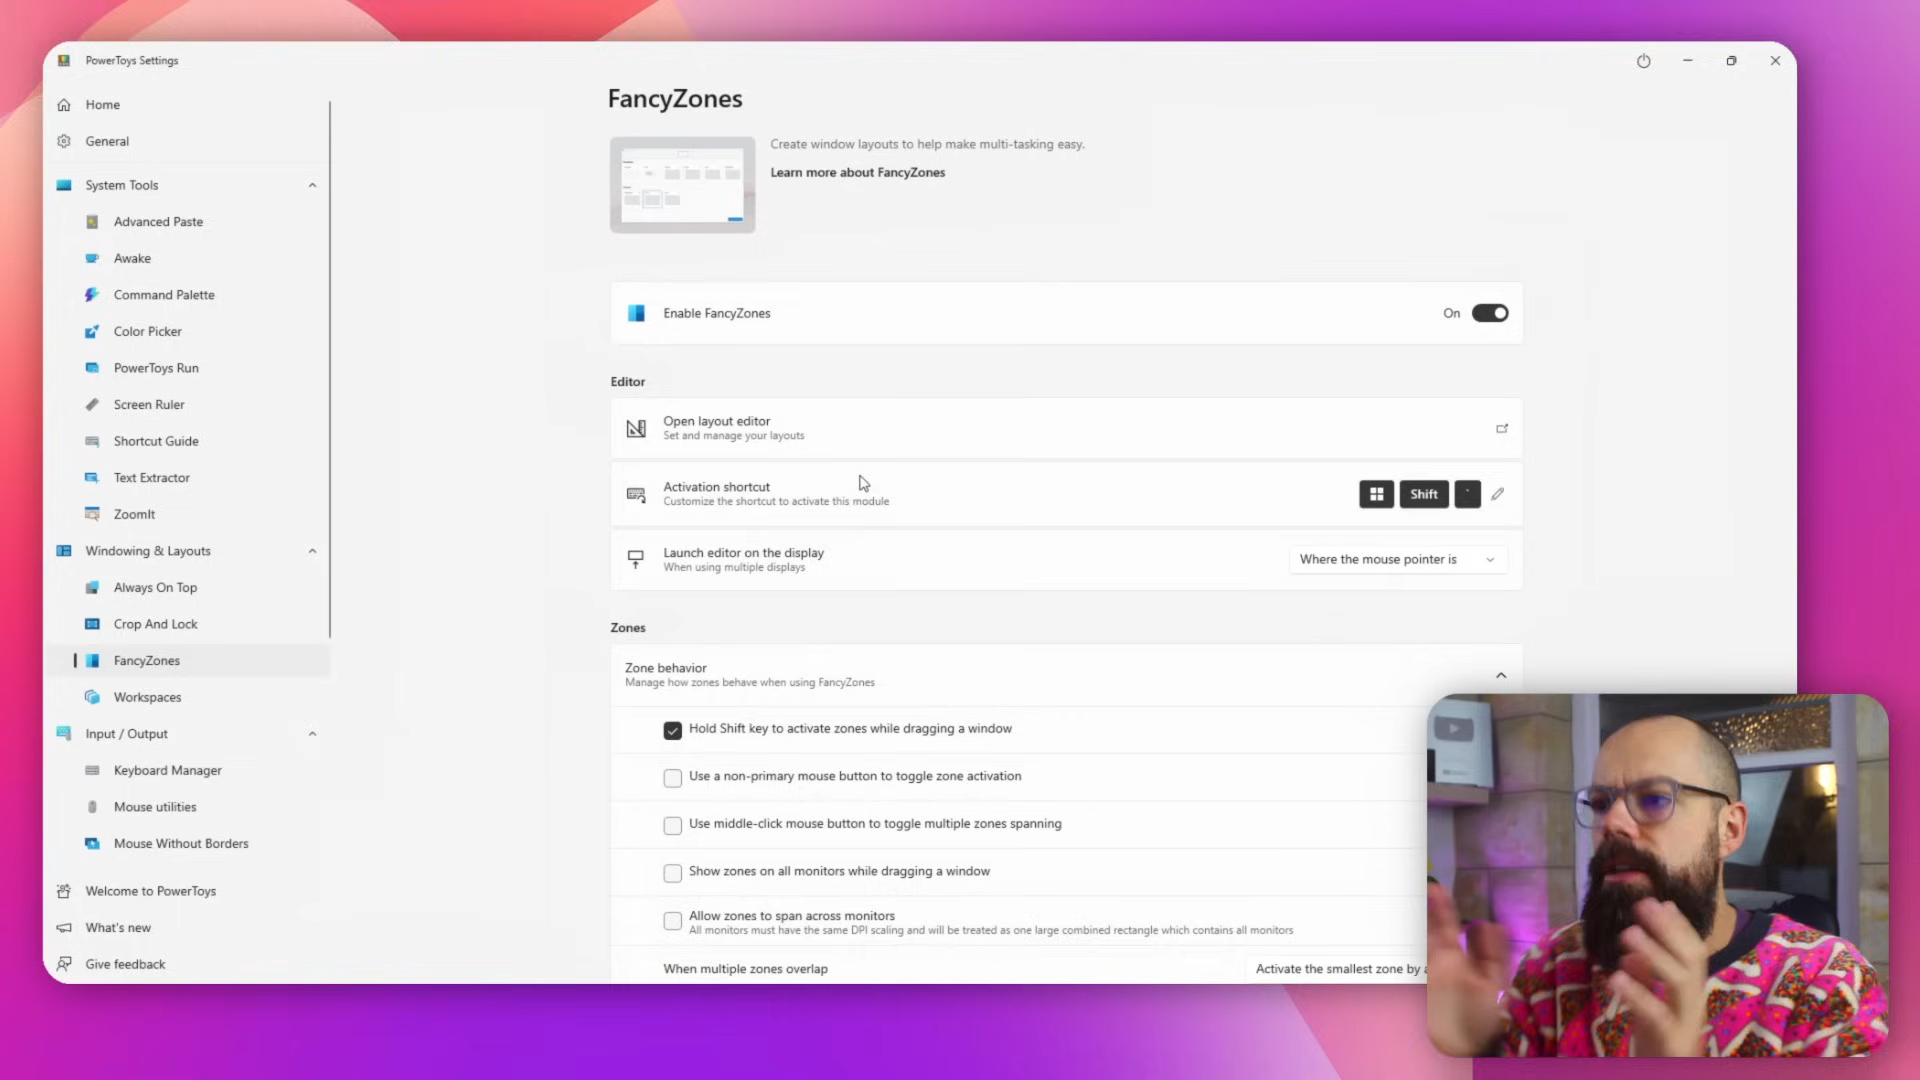 PowerToys Settings
Home
General
System Tools
Advanced Paste
Awake
Command Palette
Color Picker
PowerToys Run
Screen Ruler
Shortcut Guide
Text Extractor
ZoomIt
Windowing & Layouts
Always On Top
Crop And Lock
FancyZones
Workspaces
Input / Output
Keyboard Manager
Mouse utilities
Mouse Without Borders
Welcome to PowerToys
What's new
Give feedback
FancyZones
Create window layouts to help make multi-tasking easy.
Learn more about FancyZones
Enable FancyZones
On
Editor
Open layout editor
Set and manage your layouts
Activation shortcut
Customize the shortcut to activate this module
Shift `
Launch editor on the display
When using multiple displays
Where the mouse pointer is
Zones
Zone behavior
Manage how zones behave when using FancyZones
Hold Shift key to activate zones while dragging a window
Use a non-primary mouse button to toggle zone activation
Use middle-click mouse button to toggle multiple zones spanning
Show zones on all monitors while dragging a window
Allow zones to span across monitors
All monitors must have the same DPI scaling and will be treated as one large combined rectangle which contains all monitors
When multiple zones overlap
Activate the smallest zone by